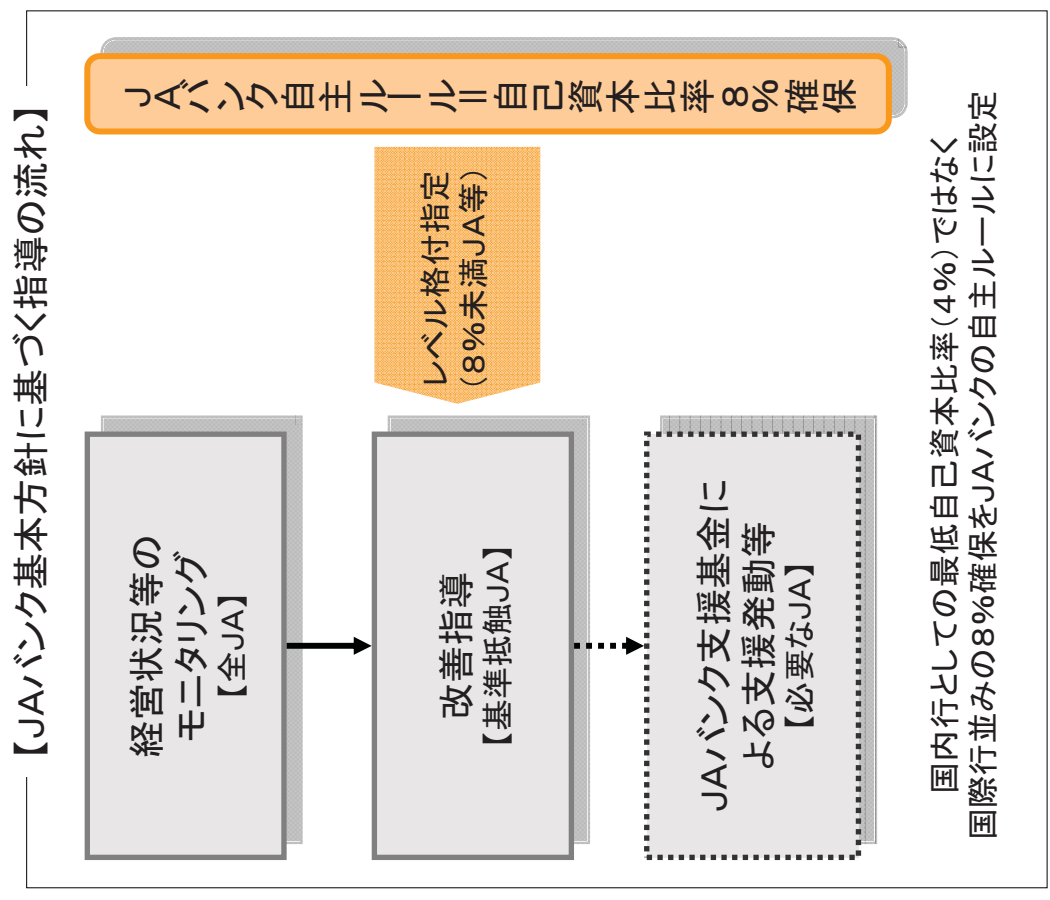 【JAバンク基本方針に基づく指導の流れ】
経営状況等の
モニタリング
【全JA】
改善指導
【基準抵触JA】
JAバンク支援基金に
よる支援発動等
【必要なJA】
レベル格付指定
(8%未満JA等)
JAバンク自主ルール=自己資本比率8%確保
国内行としての最低自己資本比率(4%)ではなく
国際行並みの8%確保をJAバンクの自主ルールに設定